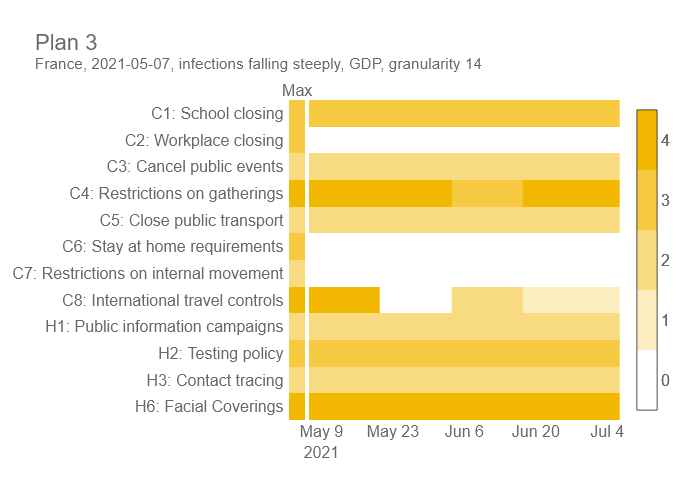 Plan 3
France, 2021-05-07, infections falling steeply, GDP, granularity 14
Max
C1: School closing
C2: Workplace closing
C3: Cancel public events
C4: Restrictions on gatherings
C5: Close public transport
C6: Stay at home requirements
C7: Restrictions on internal movement
C8: International travel controls
H1: Public information campaigns
H2: Testing policy
H3: Contact tracing
H6: Facial Coverings
May 9 May 23 Jun 6 Jun 20 Jul 4
2021
4
3
2
1
0